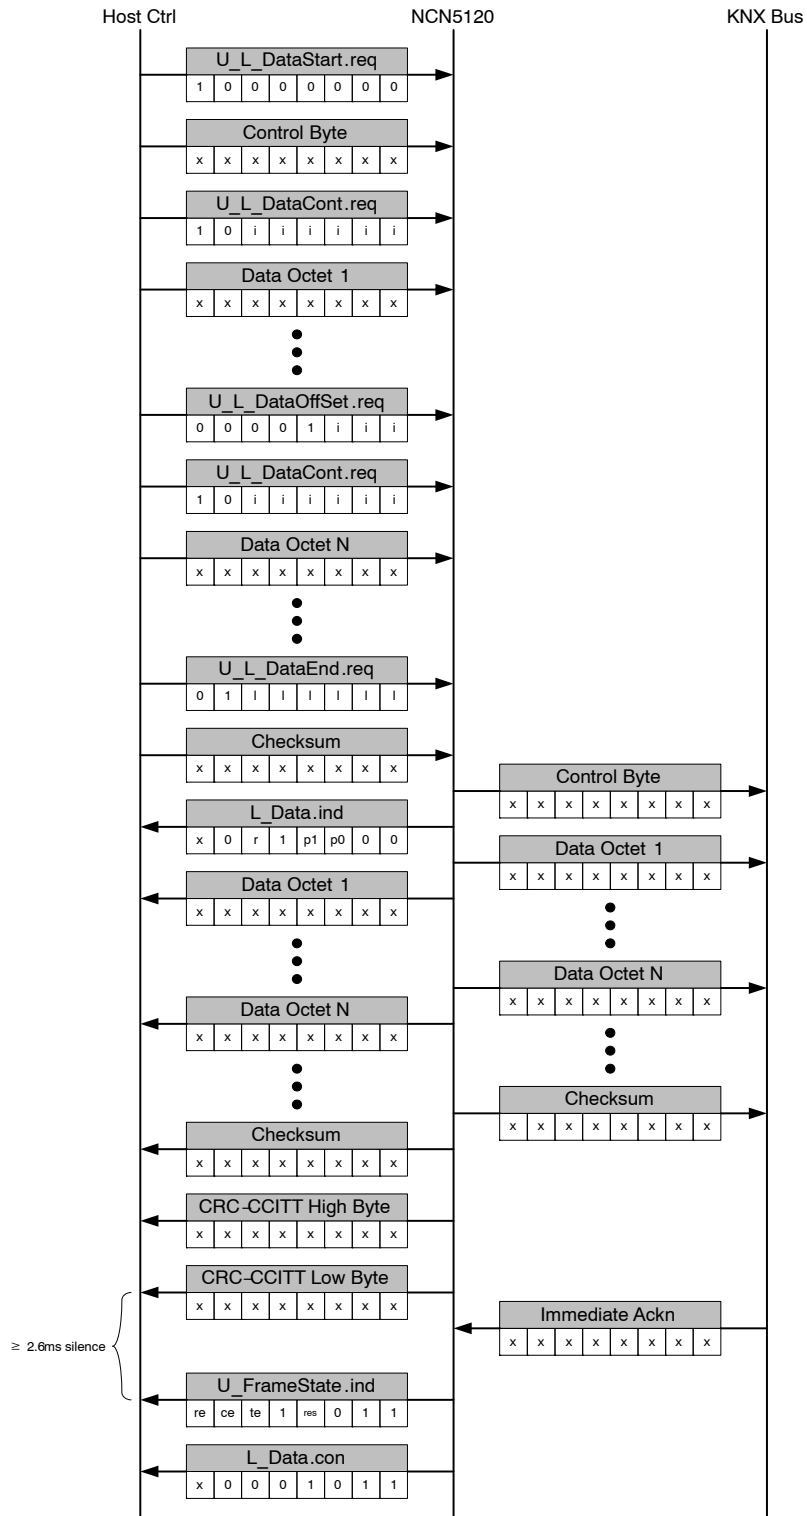 Host Ctrl NCN5120 KNX Bus
U_L_DataStart.req
1 0 0 0 0 0 0 0
Control Byte
x x x x x x x x
U_L_DataCont.req
1 0 i i i i i i
Data Octet 1
x x x x x x x x
U_L_DataOffSet.req
0 0 0 0 1 i i i
U_L_DataCont.req
1 0 i i i i i i
Data Octet N
x x x x x x x x
U_L_DataEnd.req
0 1 l l l l l l
Checksum
x x x x x x x x
Control Byte
x x x x x x x x
L_Data.ind
x 0 r 1 p1 p0 0 0
Data Octet 1
x x x x x x x x
Data Octet 1
x x x x x x x x
Data Octet N
x x x x x x x x
Data Octet N
x x x x x x x x
Checksum
x x x x x x x x
Checksum
x x x x x x x x
CRC-CCITT High Byte
x x x x x x x x
CRC-CCITT Low Byte
x x x x x x x x
Immediate Ackn
x x x x x x x x
≥ 2.6ms silence
U_FrameState.ind
re ce te 1 res 0 1 1
L_Data.con
x 0 0 0 1 0 1 1